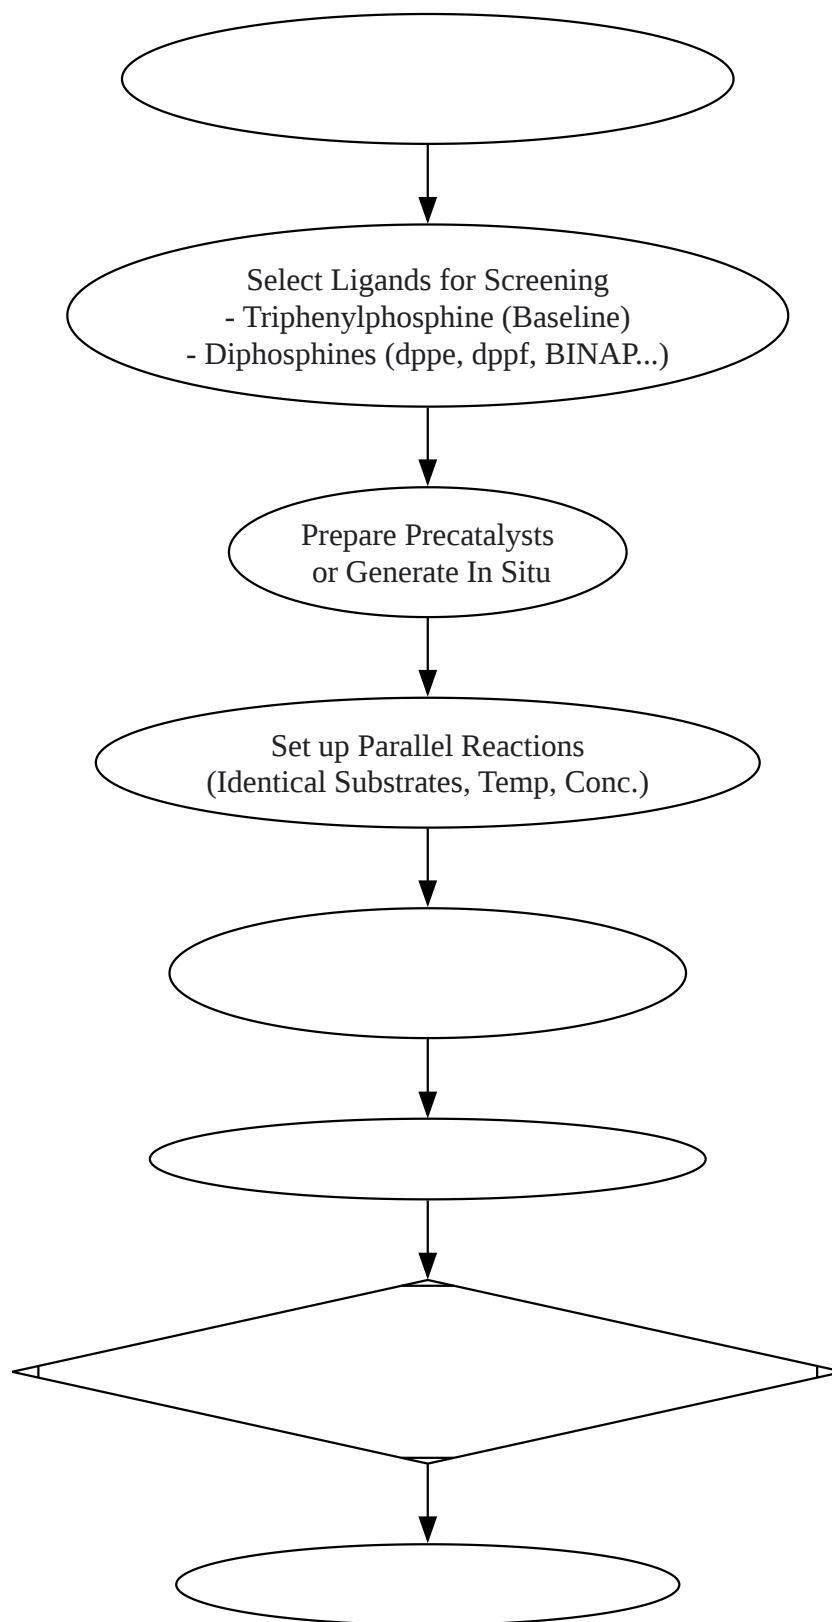 Select Ligands for Screening
- Triphenylphosphine (Baseline)
- Diphosphines (dppe, dppf, BINAP...)
Prepare Precatalysts
or Generate In Situ
Set up Parallel Reactions
(Identical Substrates, Temp, Conc.)